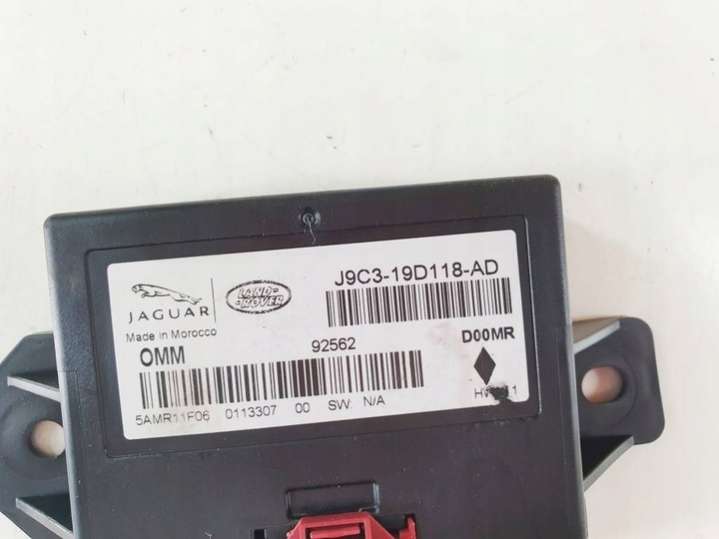 J9C3-19D118-AD
JAGUAR
LAND-
ROVER
Made in Morocco
OMM 92562 D00MR
5AMR11F06 0113307 00 SW: N/A